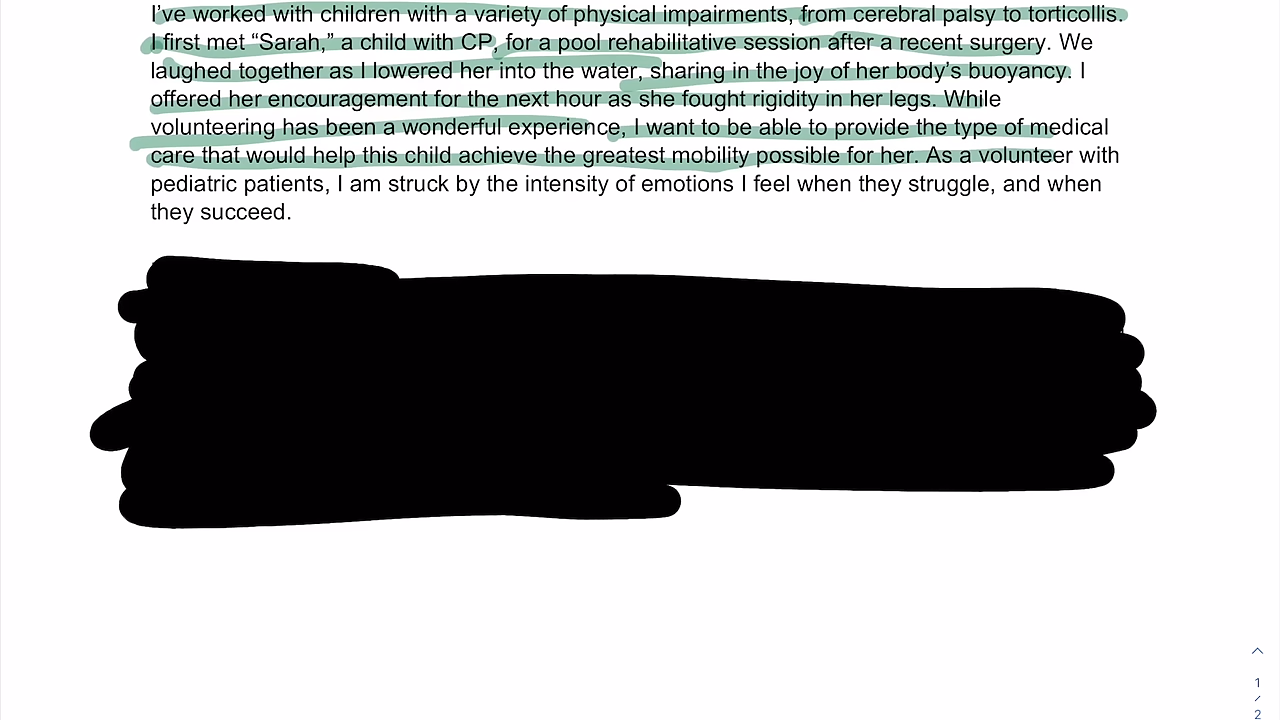 I’ve worked with children with a variety of physical impairments, from cerebral palsy to torticollis.
I first met “Sarah,” a child with CP, for a pool rehabilitative session after a recent surgery. We
laughed together as I lowered her into the water, sharing in the joy of her body’s buoyancy. I
offered her encouragement for the next hour as she fought rigidity in her legs. While
volunteering has been a wonderful experience, I want to be able to provide the type of medical
care that would help this child achieve the greatest mobility possible for her. As a volunteer with
pediatric patients, I am struck by the intensity of emotions I feel when they struggle, and when
they succeed.
1
/
2